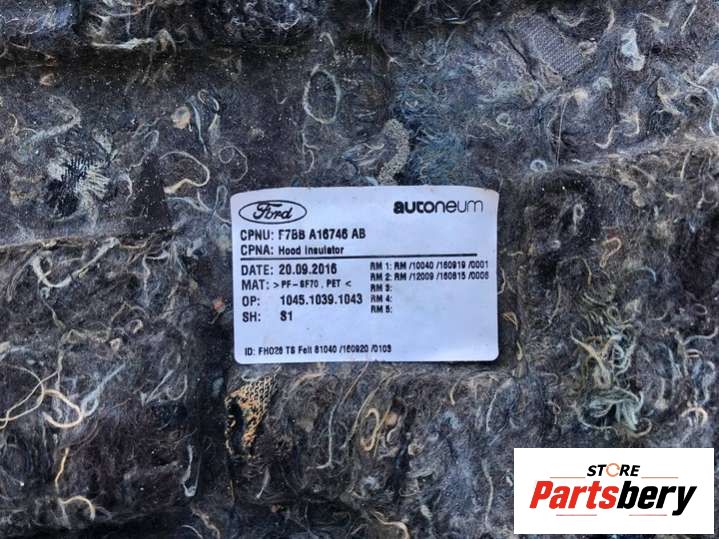 Ford
autoneum
CPNU: F7BB A16746 AB
CPNA: Hood Insulator
DATE: 20.09.2016
MAT: > PF-SF70, PET <
OP: 1045.1039.1043
SH: S1
RM 1: RM /10040 /160919 /0001
RM 2: RM /12009 /160815 /0006
RM 3:
RM 4:
RM 5:
ID: FH026 TS Felt 81040 /160920 /0103
STORE
Partsbery